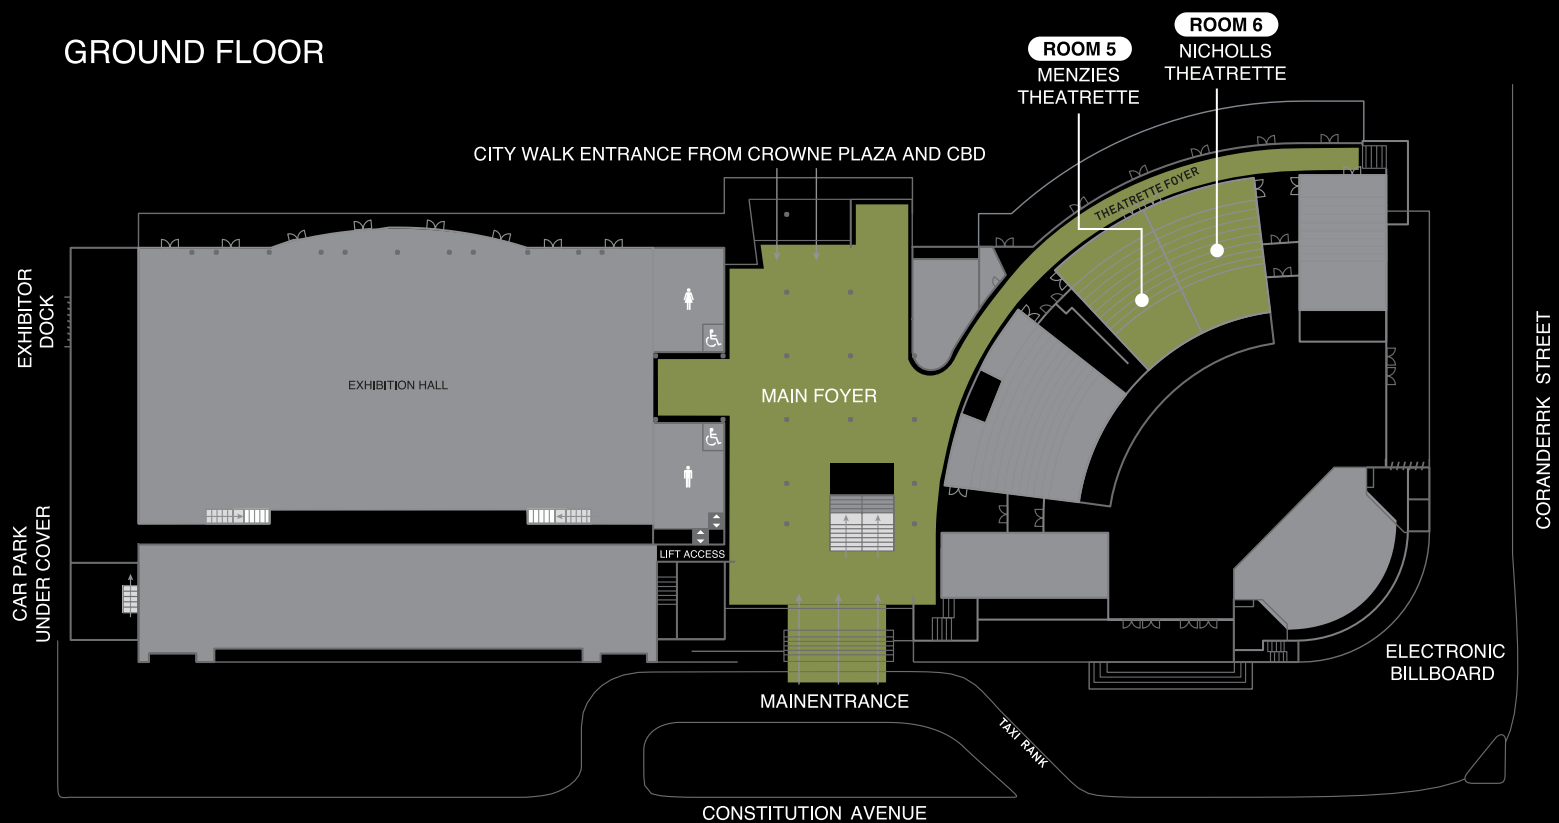 GROUND FLOOR
ROOM 5
MENZIES
THEATRETTE
ROOM 6
NICHOLLS
THEATRETTE
CITY WALK ENTRANCE FROM CROWNE PLAZA AND CBD
THEATRETTE FOYER
EXHIBITOR
DOCK
EXHIBITION HALL
MAIN FOYER
CORANDERRK STREET
CAR PARK
UNDER COVER
LIFT ACCESS
ELECTRONIC
BILLBOARD
MAINENTRANCE
TAXI RANK
CONSTITUTION AVENUE